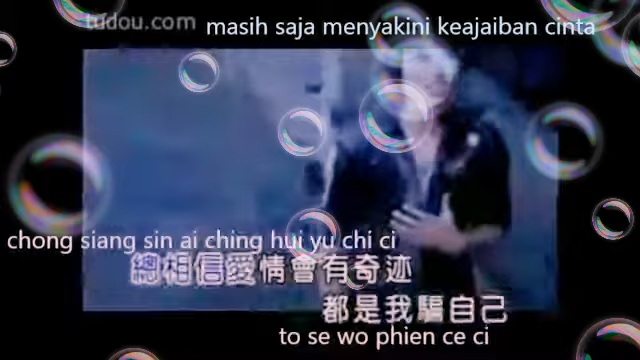 tudou.com
masih saja menyakini keajaiban cinta
chong siang sin ai ching hui yu chi ci
總相信愛情會有奇迹
都是我騙自己
to se wo phien ce ci